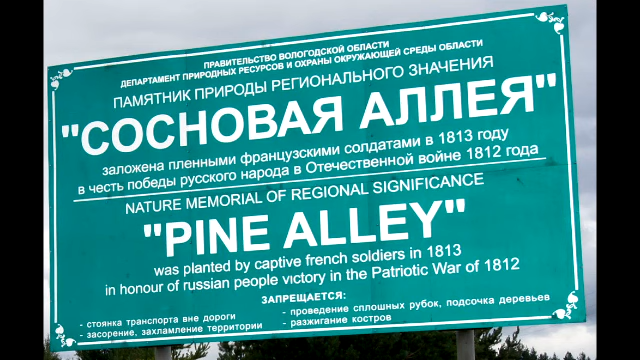 ПРАВИТЕЛЬСТВО ВОЛОГОДСКОЙ ОБЛАСТИ
ДЕПАРТАМЕНТ ПРИРОДНЫХ РЕСУРСОВ И ОХРАНЫ ОКРУЖАЮЩЕЙ СРЕДЫ ОБЛАСТИ
ПАМЯТНИК ПРИРОДЫ РЕГИОНАЛЬНОГО ЗНАЧЕНИЯ
"СОСНОВАЯ АЛЛЕЯ"
заложена пленными французскими солдатами в 1813 году
в честь победы русского народа в Отечественной войне 1812 года
NATURE MEMORIAL OF REGIONAL SIGNIFICANCE
"PINE ALLEY"
was planted by captive french soldiers in 1813
in honour of russian people victory in the Patriotic War of 1812
ЗАПРЕЩАЕТСЯ:
- стоянка транспорта вне дороги
- засорение, захламление территории
- проведение сплошных рубок, подсочка деревьев
- разжигание костров